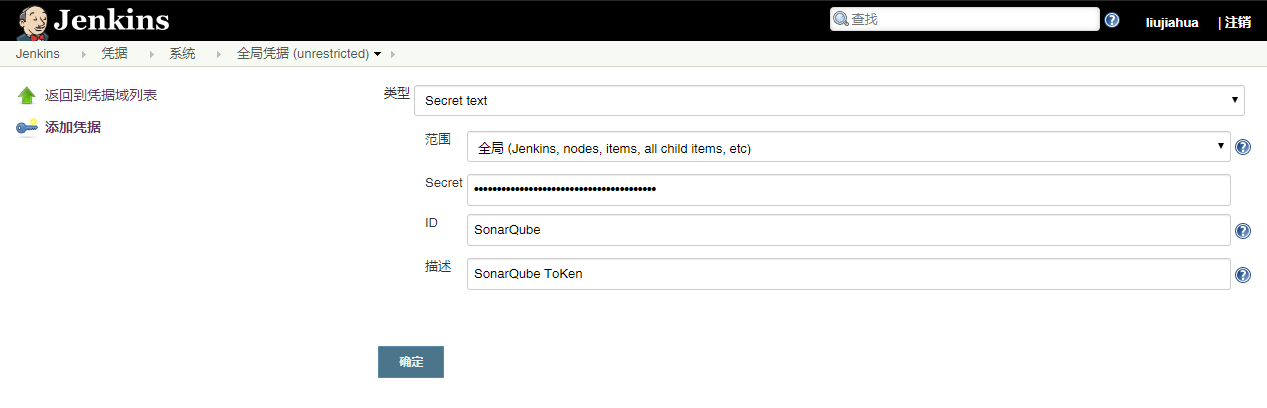 Jenkins 查找 liujiahua | 注销
Jenkins 凭据 系统 全局凭据 (unrestricted)
返回到凭据域列表
添加凭据
类型 Secret text
范围 全局 (Jenkins, nodes, items, all child items, etc)
Secret ••••••••••••••••••••••••••••••••••••••••
ID SonarQube
描述 SonarQube ToKen
确定